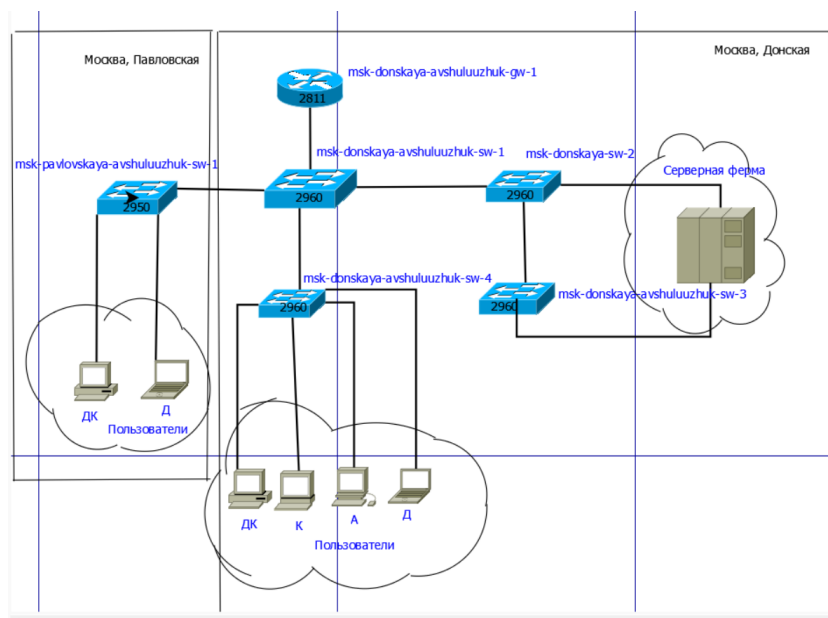 Москва, Павловская
Москва, Донская
msk-donskaya-avshuluuzhuk-gw-1
2811
msk-pavlovskaya-avshuluuzhuk-sw-1
2950
msk-donskaya-avshuluuzhuk-sw-1
2960
msk-donskaya-sw-2
2960
Серверная ферма
msk-donskaya-avshuluuzhuk-sw-4
2960
msk-donskaya-avshuluuzhuk-sw-3
2960
ДК
Д
Пользователи
ДК
К
А
Д
Пользователи